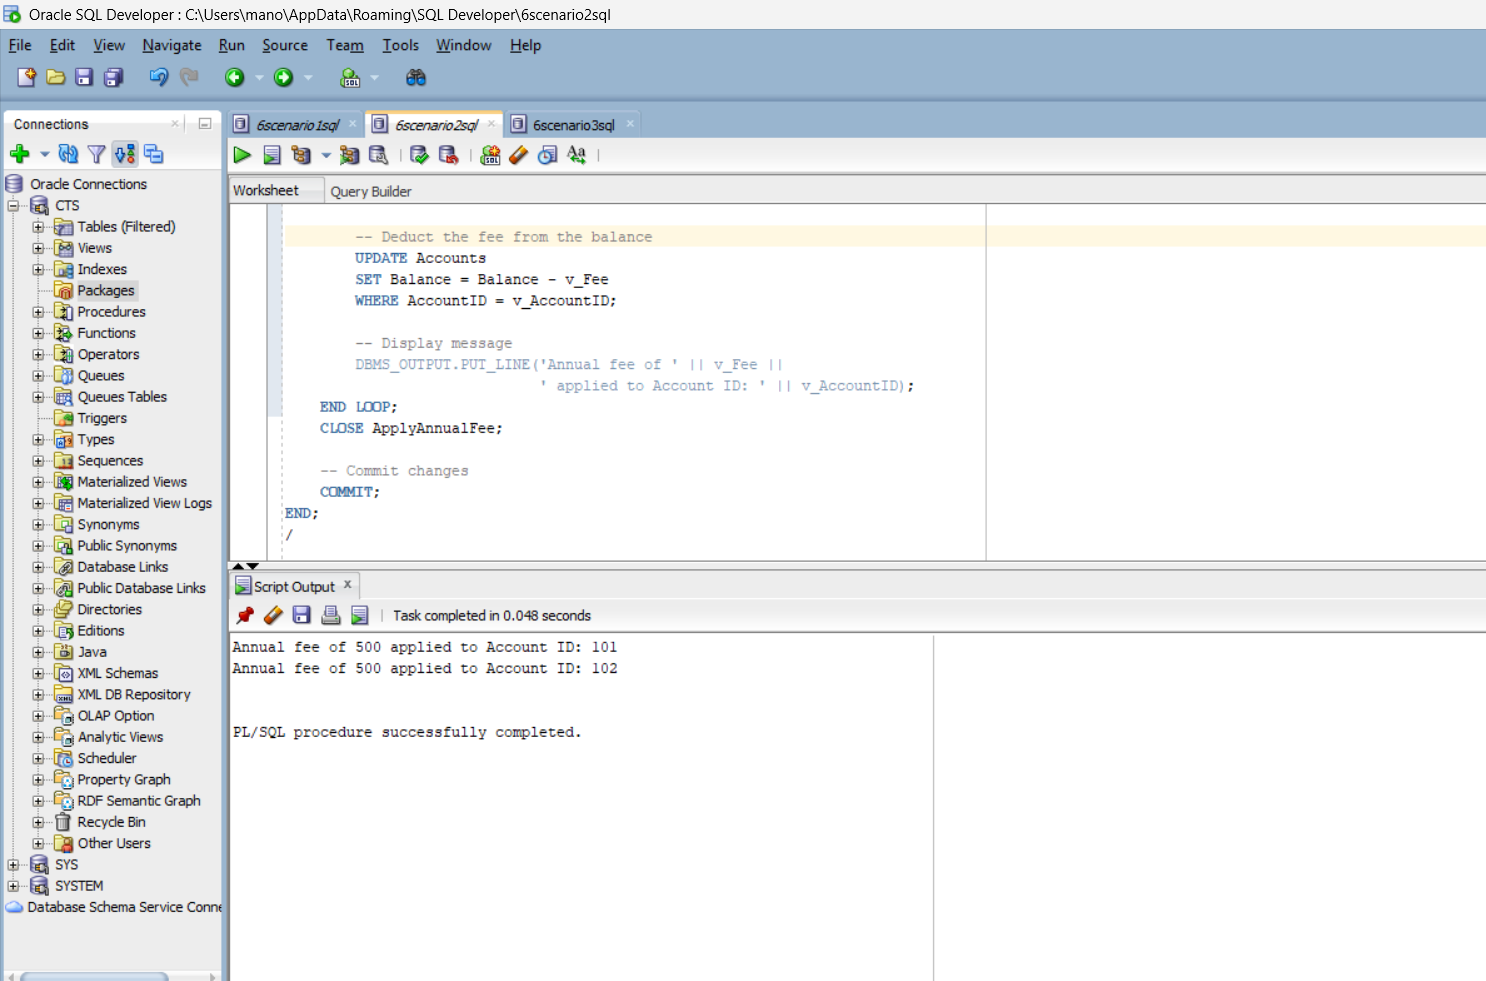 Oracle SQL Developer : C:\Users\mano\AppData\Roaming\SQL Developer\6scenario2sql
File Edit View Navigate Run Source Team Tools Window Help
Connections
6scenario1sql
6scenario2sql
6scenario3sql
Worksheet
Query Builder
Oracle Connections
CTS
Tables (Filtered)
Views
Indexes
Packages
Procedures
Functions
Operators
Queues
Queues Tables
Triggers
Types
Sequences
Materialized Views
Materialized View Logs
Synonyms
Public Synonyms
Database Links
Public Database Links
Directories
Editions
Java
XML Schemas
XML DB Repository
OLAP Option
Analytic Views
Scheduler
Property Graph
RDF Semantic Graph
Recycle Bin
Other Users
SYS
SYSTEM
Database Schema Service Conne
-- Deduct the fee from the balance
UPDATE Accounts
SET Balance = Balance - v_Fee
WHERE AccountID = v_AccountID;
-- Display message
DBMS_OUTPUT.PUT_LINE('Annual fee of ' || v_Fee ||
' applied to Account ID: ' || v_AccountID);
END LOOP;
CLOSE ApplyAnnualFee;
-- Commit changes
COMMIT;
END;
/
Script Output
Task completed in 0.048 seconds
Annual fee of 500 applied to Account ID: 101
Annual fee of 500 applied to Account ID: 102
PL/SQL procedure successfully completed.